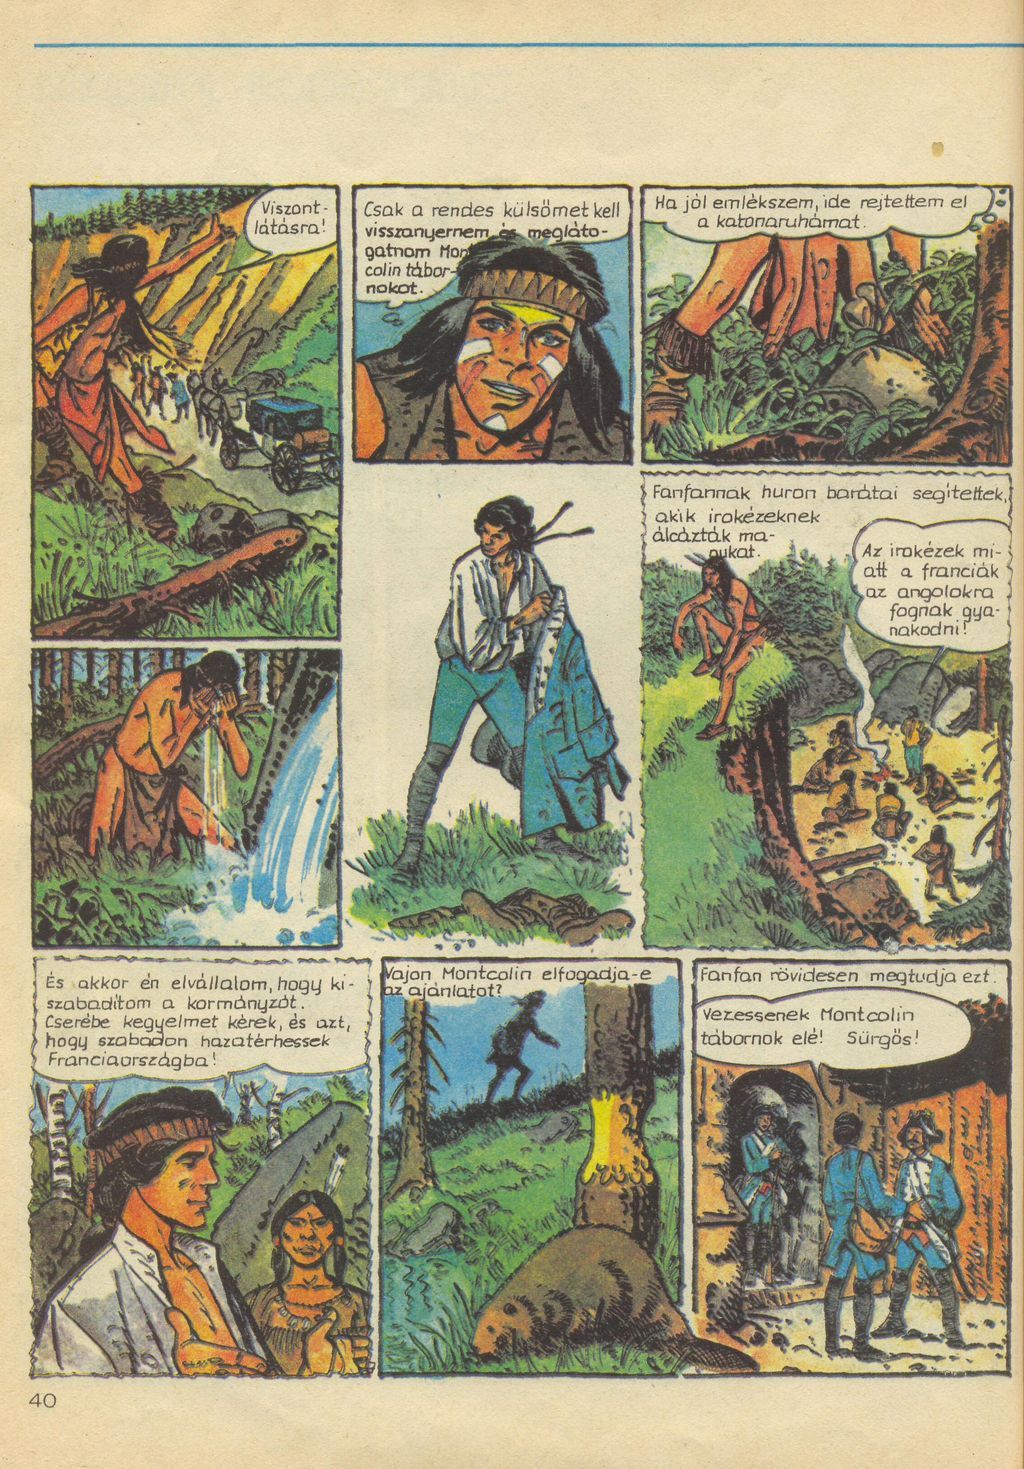 Viszont-
látásra!
Csak a rendes külsőmet kell
visszanyernem és megláto-
gatnom Mont
colin tábor-
nokot.
Ha jól emlékszem, ide rejtettem el
a katonaruhámat.
Fanfannak huron barátai segítettek,
akik irokézeknek
álcázták ma-
gukat.
Az irokézek mi-
att a franciák
az angolokra
fognak gya-
nakodni!
És akkor én elvállalom, hogy ki-
szabadítom a kormányzót.
Cserébe kegyelmet kérek, és azt,
hogy szabadon hazatérhessek
Franciaországba!
Vajon Montcolin elfogadja-e
az ajánlatot?
Fanfan rövidesen megtudja ezt.
Vezessenek Montcolin
tábornok elé! Sürgős!
40